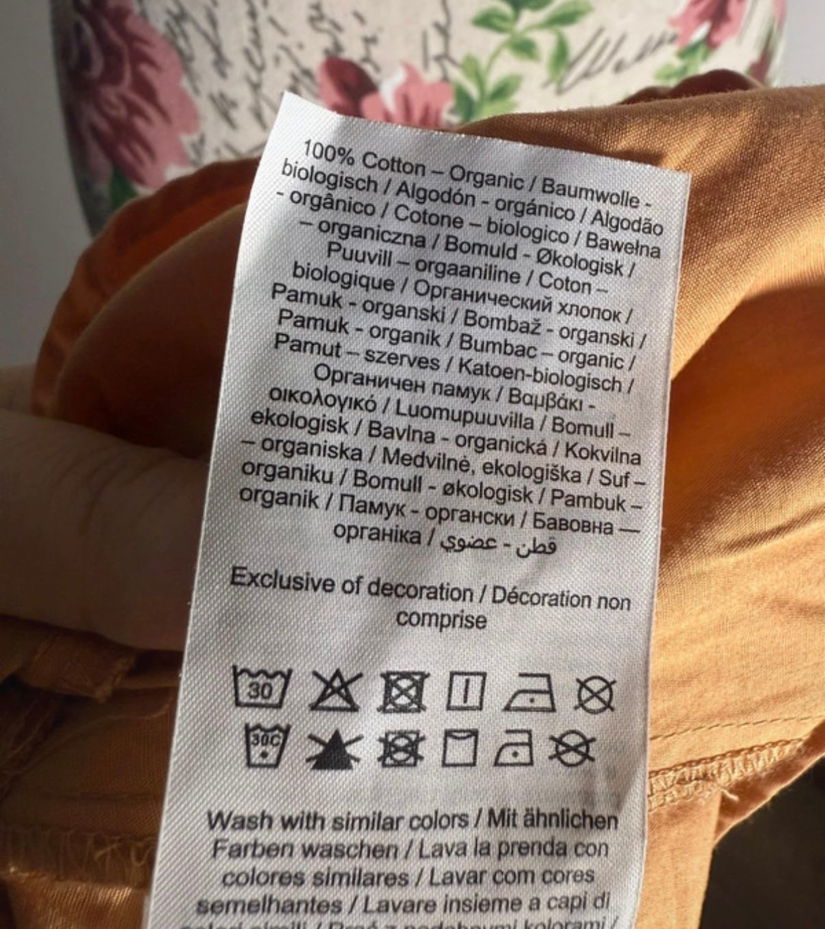 100% Cotton – Organic / Baumwolle -
biologisch / Algodón - orgánico / Algodão
- orgânico / Cotone – biologico / Bawełna
– organiczna / Bomuld - Økologisk /
Puuvill – orgaaniline / Coton –
biologique / Органический хлопок /
Pamuk - organski / Bombaž - organski /
Pamuk - organik / Bumbac – organic /
Pamut – szerves / Katoen-biologisch /
Органичен памук / Βαμβάκι -
οικολογικό / Luomupuuvilla / Bomull –
ekologisk / Bavlna - organická / Kokvilna
– organiska / Medvilnė, ekologiška / Suf –
organiku / Bomull - økologisk / Pambuk –
organik / Памук - органски / Бавовна —
органіка / قطن - عضوي
Exclusive of decoration / Décoration non
comprise
30
30C
Wash with similar colors / Mit ähnlichen
Farben waschen / Lava la prenda con
colores similares / Lavar com cores
semelhantes / Lavare insieme a capi di